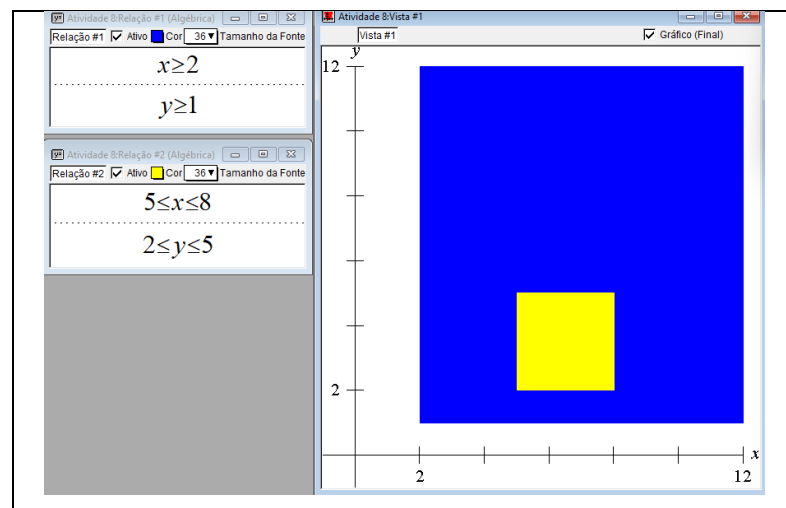 Atividade 8:Relação #1 (Algébrica)
Relação #1 Ativo Cor 36 Tamanho da Fonte
x≥2
y≥1
Atividade 8:Relação #2 (Algébrica)
Relação #2 Ativo Cor 36 Tamanho da Fonte
5≤x≤8
2≤y≤5
Atividade 8:Vista #1
Vista #1 Gráfico (Final)
y
12
2
x
2 12